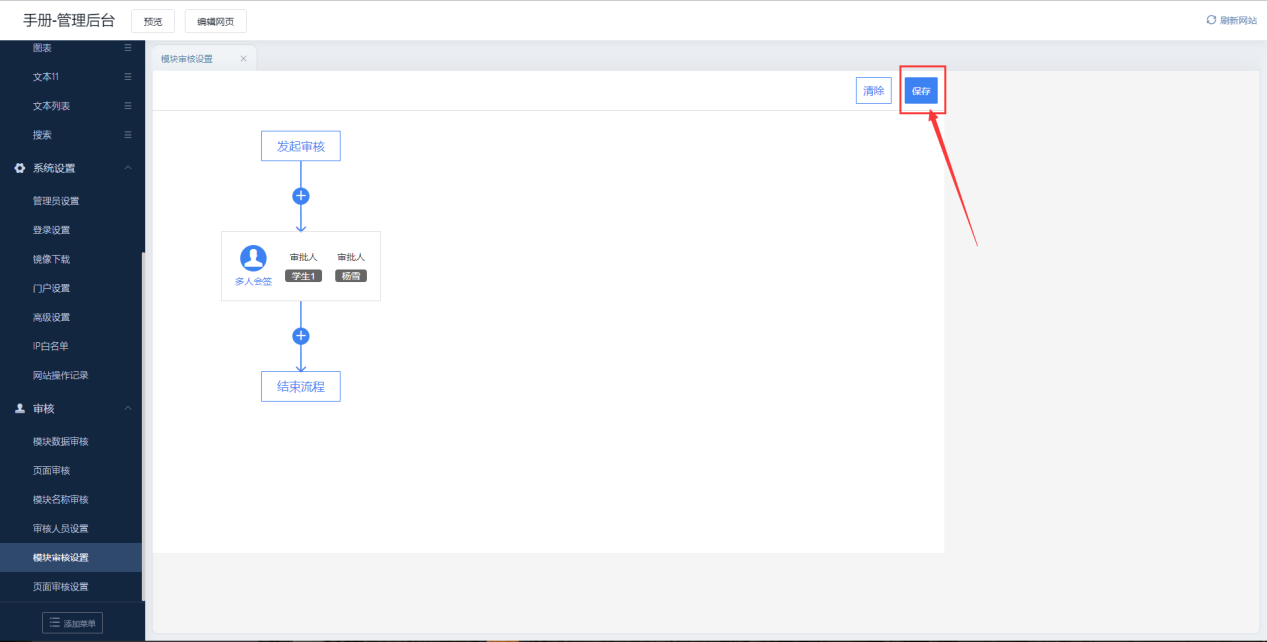 手册-管理后台
预览
编辑网页
刷新网站
图表
文本11
文本列表
搜索
系统设置
管理员设置
登录设置
镜像下载
门户设置
高级设置
IP白名单
网站操作记录
审核
模块数据审核
页面审核
模块名称审核
审核人员设置
模块审核设置
页面审核设置
添加菜单
模块审核设置
清除
保存
发起审核
多人会签
审批人
审批人
学生1
杨雪
结束流程